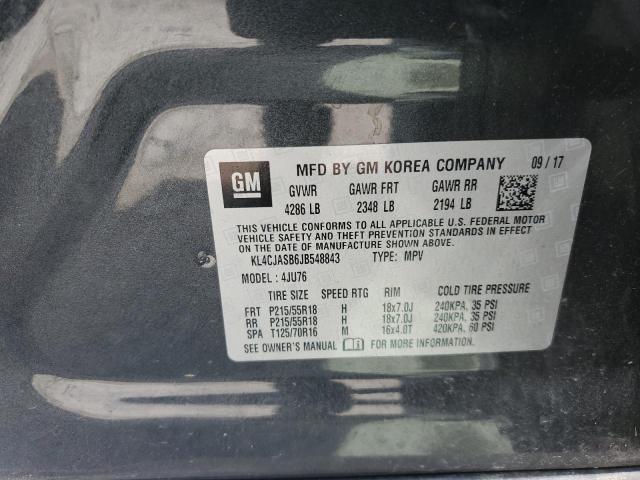 GM MFD BY GM KOREA COMPANY 09/17
GVWR GAWR FRT GAWR RR
4286 LB 2348 LB 2194 LB
THIS VEHICLE CONFORMS TO ALL APPLICABLE U.S. FEDERAL MOTOR
VEHICLE SAFETY AND THEFT PREVENTION STANDARDS IN EFFECT
ON THE DATE OF MANUFACTURE SHOWN ABOVE.
KL4CJASB6JB548843 TYPE: MPV
MODEL : 4JU76
TIRE SIZE SPEED RTG RIM COLD TIRE PRESSURE
FRT P215/55R18 H 18x7.0J 240KPA, 35 PSI
RR P215/55R18 H 18x7.0J 240KPA, 35 PSI
SPA T125/70R16 M 16x4.0T 420KPA, 60 PSI
SEE OWNER'S MANUAL FOR MORE INFORMATION.